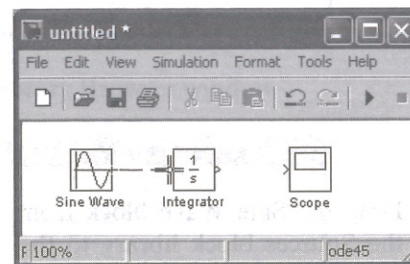 untitled *
File Edit View Simulation Format Tools Help
1
s
Sine Wave Integrator Scope
F 100% ode45